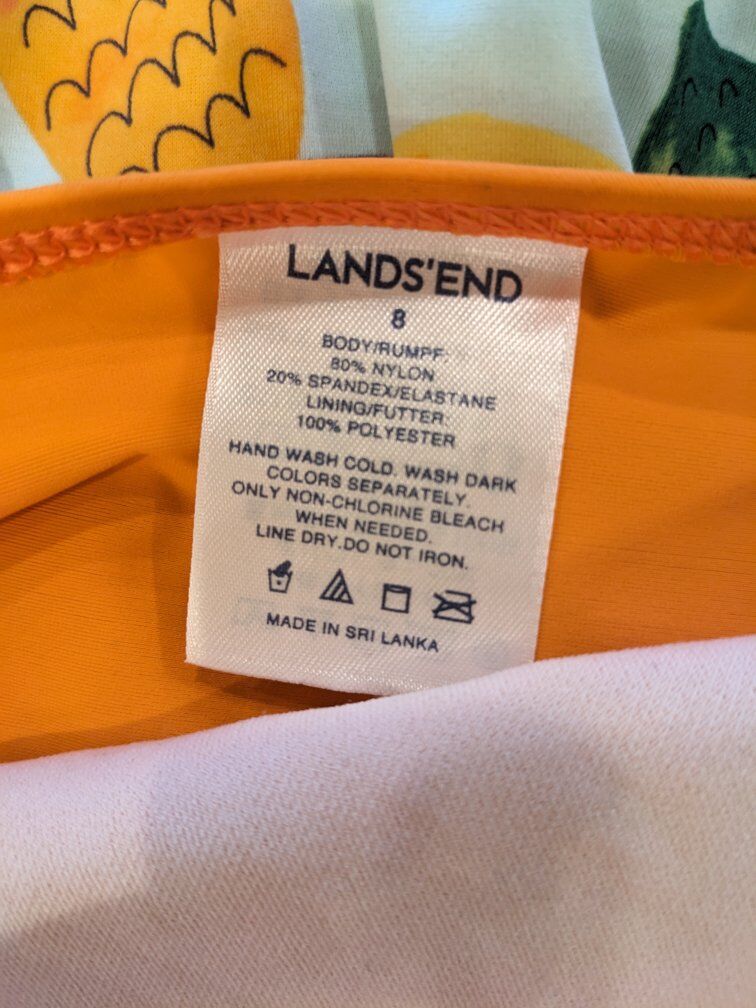 LANDS'END
8
BODY/RUMPF:
80% NYLON
20% SPANDEX/ELASTANE
LINING/FUTTER:
100% POLYESTER
HAND WASH COLD. WASH DARK
COLORS SEPARATELY.
ONLY NON-CHLORINE BLEACH
WHEN NEEDED.
LINE DRY.DO NOT IRON.
MADE IN SRI LANKA